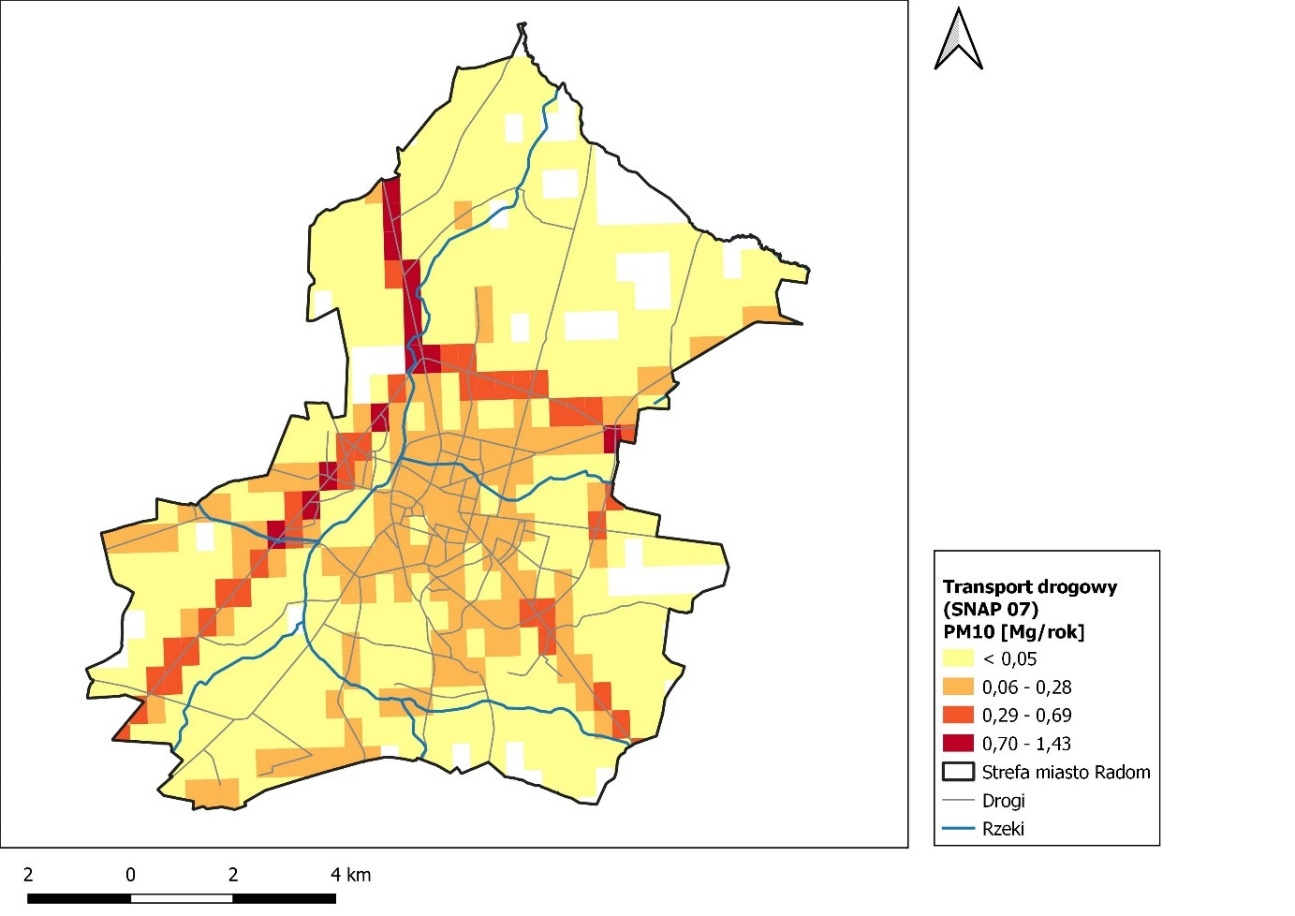 Transport drogowy
(SNAP 07)
PM10 [Mg/rok]
< 0,05
0,06 - 0,28
0,29 - 0,69
0,70 - 1,43
Strefa miasto Radom
Drogi
Rzeki
2 0 2 4 km